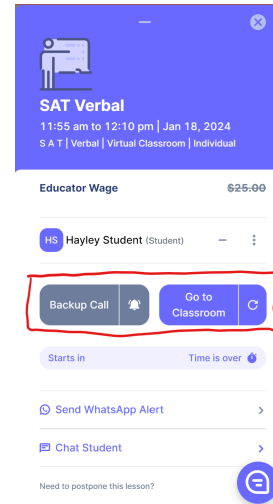 SAT Verbal
11:55 am to 12:10 pm | Jan 18, 2024
S A T | Verbal | Virtual Classroom | Individual
Educator Wage $25.00
HS Hayley Student (Student)
Backup Call
Go to
Classroom
Starts in Time is over
Send WhatsApp Alert
Chat Student
Need to postpone this lesson?